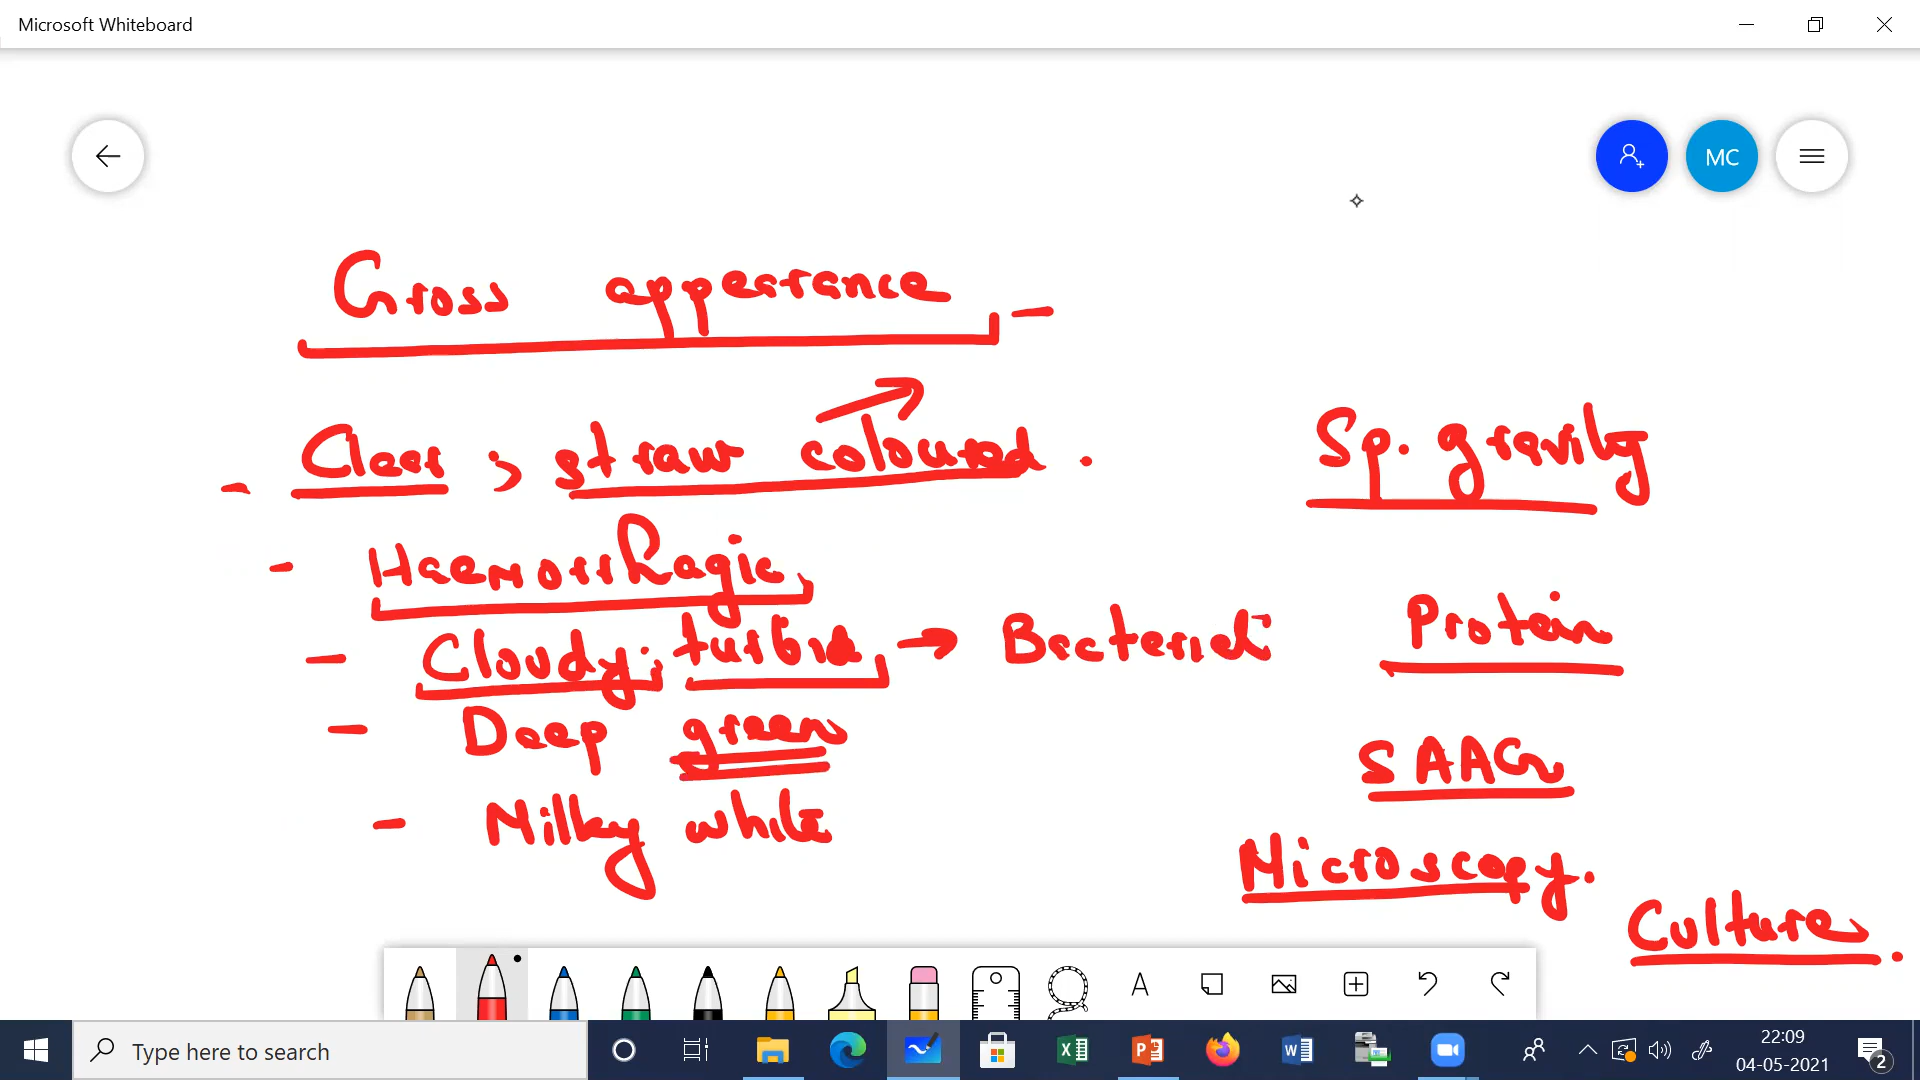 Microsoft Whiteboard
MC
Gross appearance -
- Clear ; straw coloured .
- Haemorrhagic,
- Cloudy; turbid, → Bacterial
- Deep green
- Milky white
Sp. gravity
Protein
SAAG
Microscopy.
Culture.
A
Type here to search
22:09
04-05-2021
2